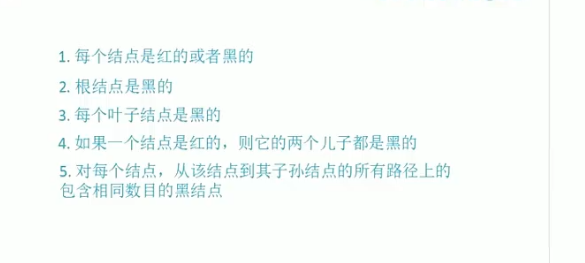 1. 每个结点是红的或者黑的
2. 根结点是黑的
3. 每个叶子结点是黑的
4. 如果一个结点是红的，则它的两个儿子都是黑的
5. 对每个结点，从该结点到其子孙结点的所有路径上的
包含相同数目的黑结点